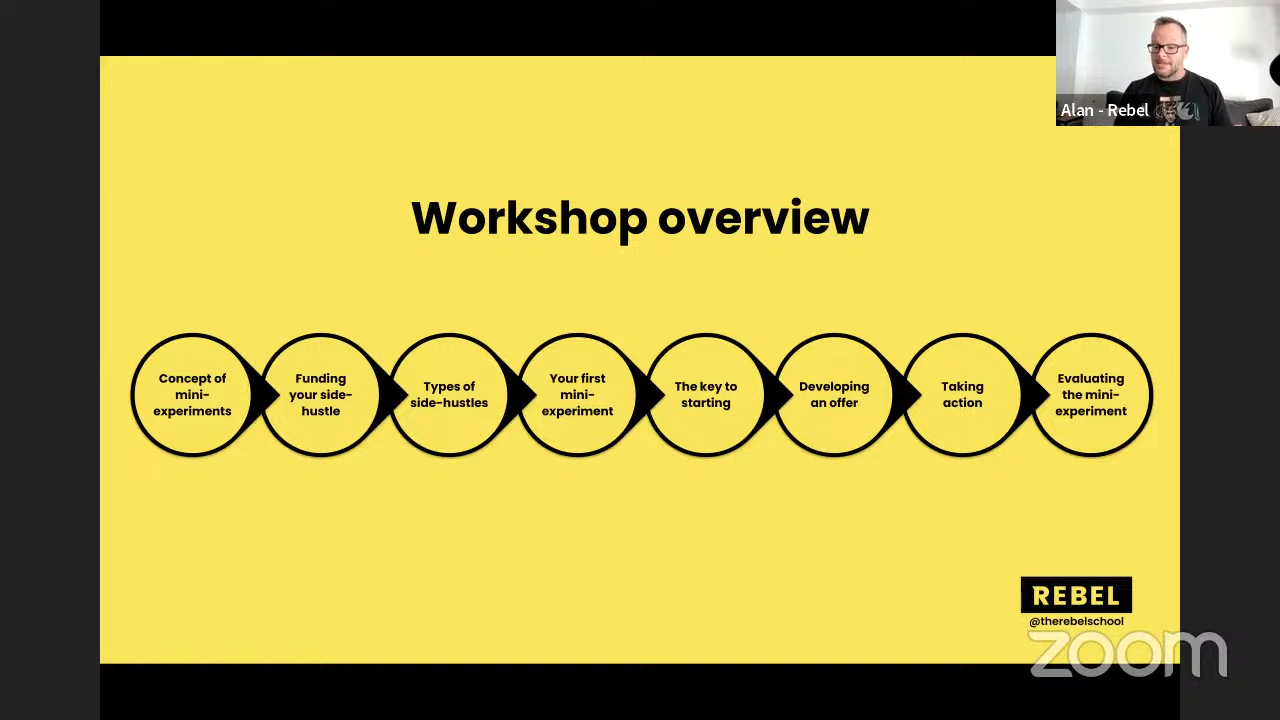 Alan - Rebel
Workshop overview
Concept of
mini-
experiments
Funding
your side-
hustle
Types of
side-hustles
Your first
mini-
experiment
The key to
starting
Developing
an offer
Taking
action
Evaluating
the mini-
experiment
REBEL
@therebelschool
zoom